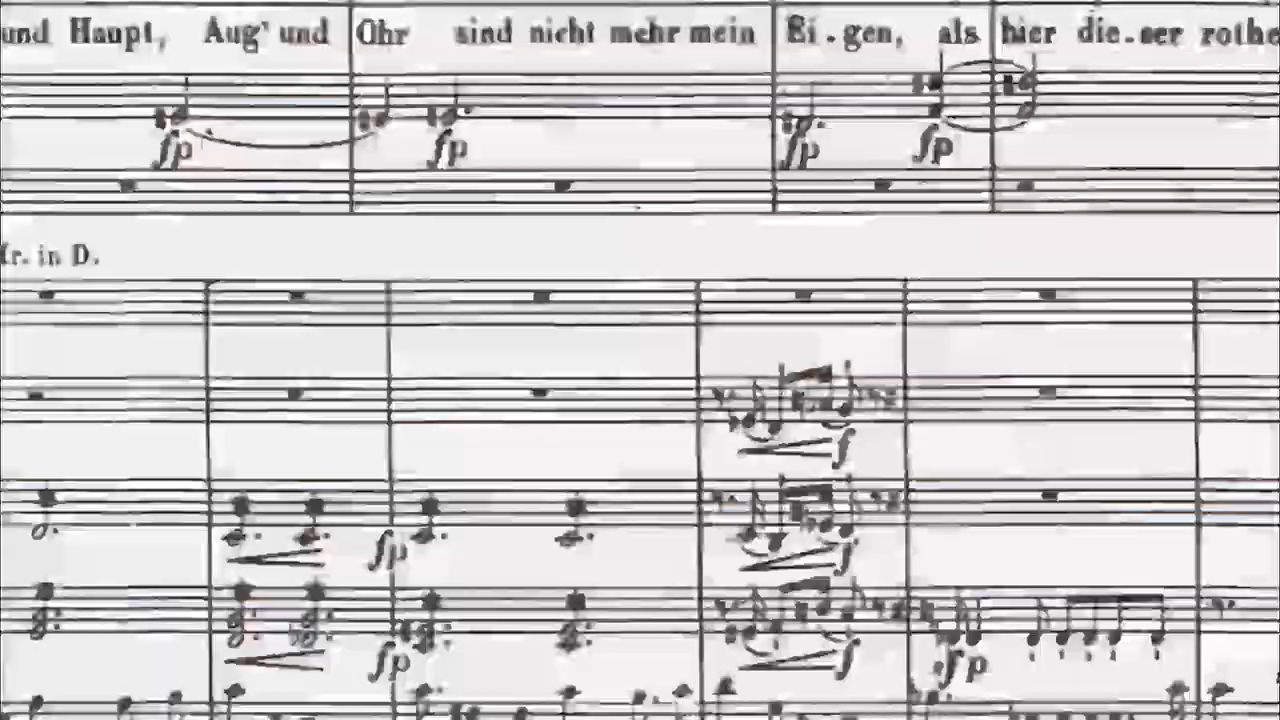 und Haupt, Aug' und Ohr sind nicht mehr mein Ei-gen, als hier die-ser rothe
fp fp fp fp
in D.
f
fp f
fp f fp